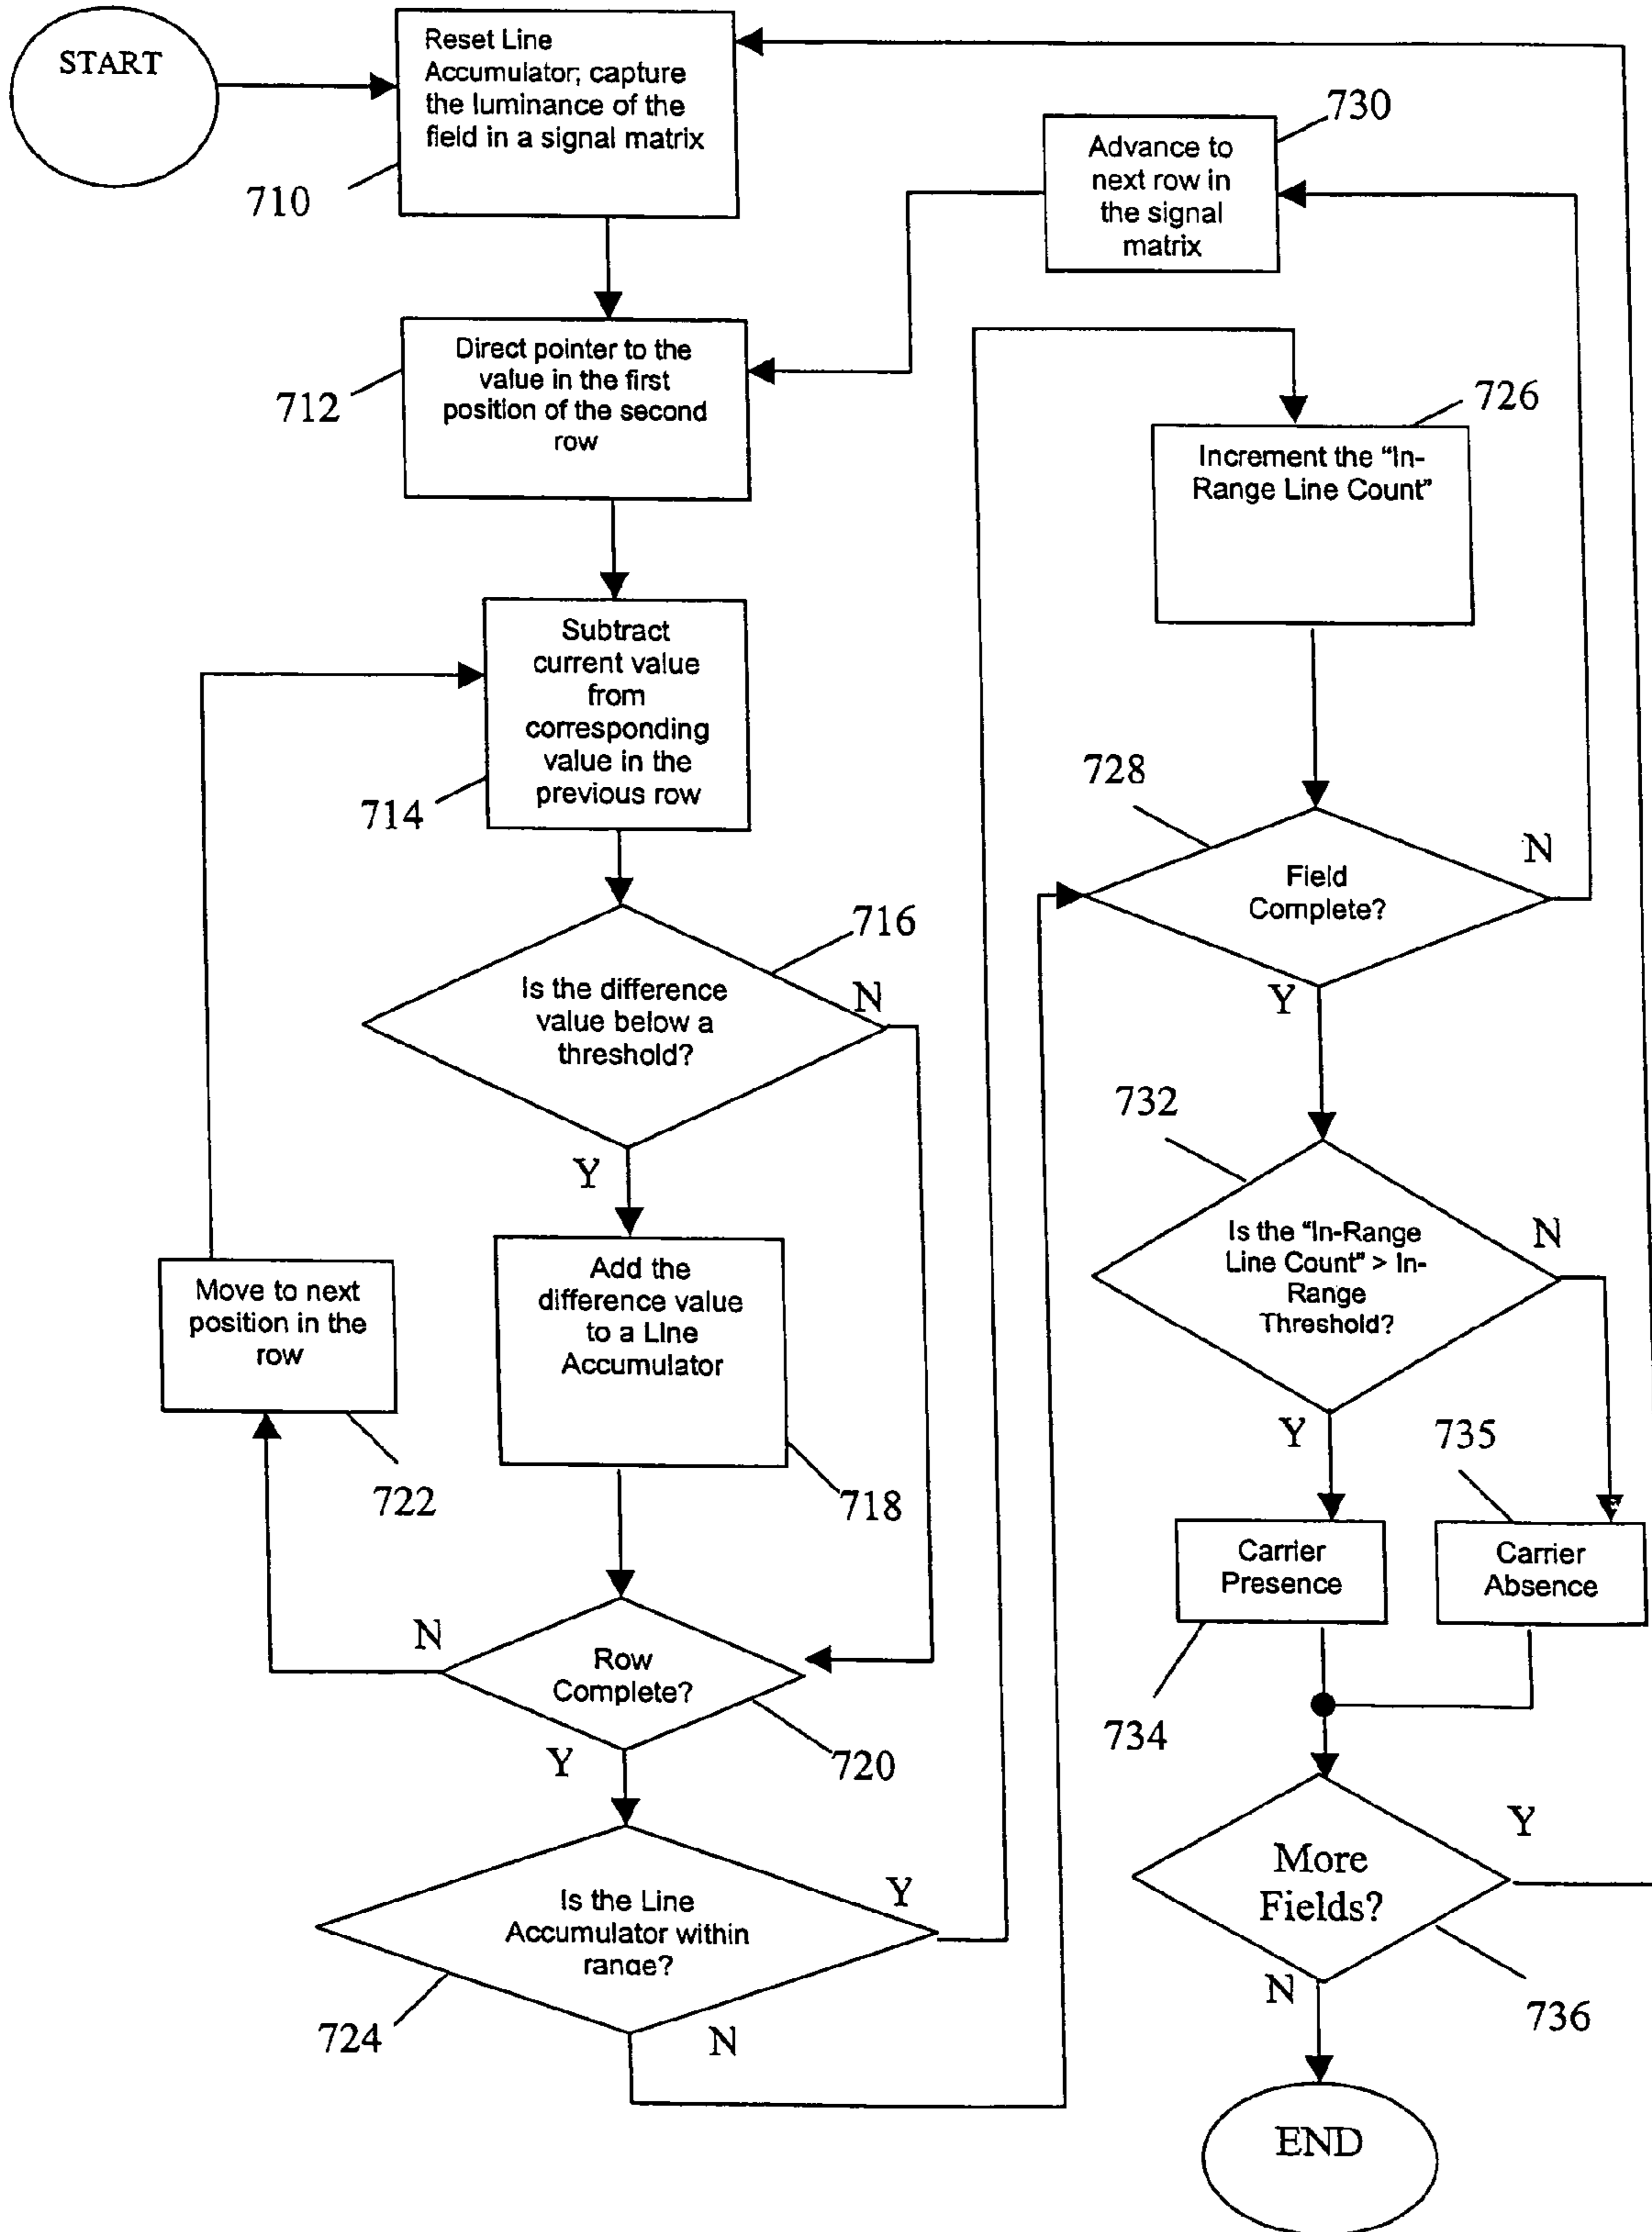 START
Reset Line
Accumulator; capture
the luminance of the
field in a signal matrix
710
730
Advance to
next row in
the signal
matrix
Direct pointer to the
value in the first
position of the second
row
712
726
Increment the “In-
Range Line Count”
Subtract
current value
from
corresponding
value in the
previous row
714
728
N
Field
Complete?
Y
716
N
Is the difference
value below a
threshold?
Y
732
N
Is the “In-Range
Line Count” > In-
Range
Threshold?
Y
Move to next
position in the
row
722
Add the
difference value
to a Line
Accumulator
718
735
Carrier
Presence
Carrier
Absence
734
N
Row
Complete?
Y
720
Y
More
Fields?
N
736
Y
Is the Line
Accumulator within
range?
724
N
END